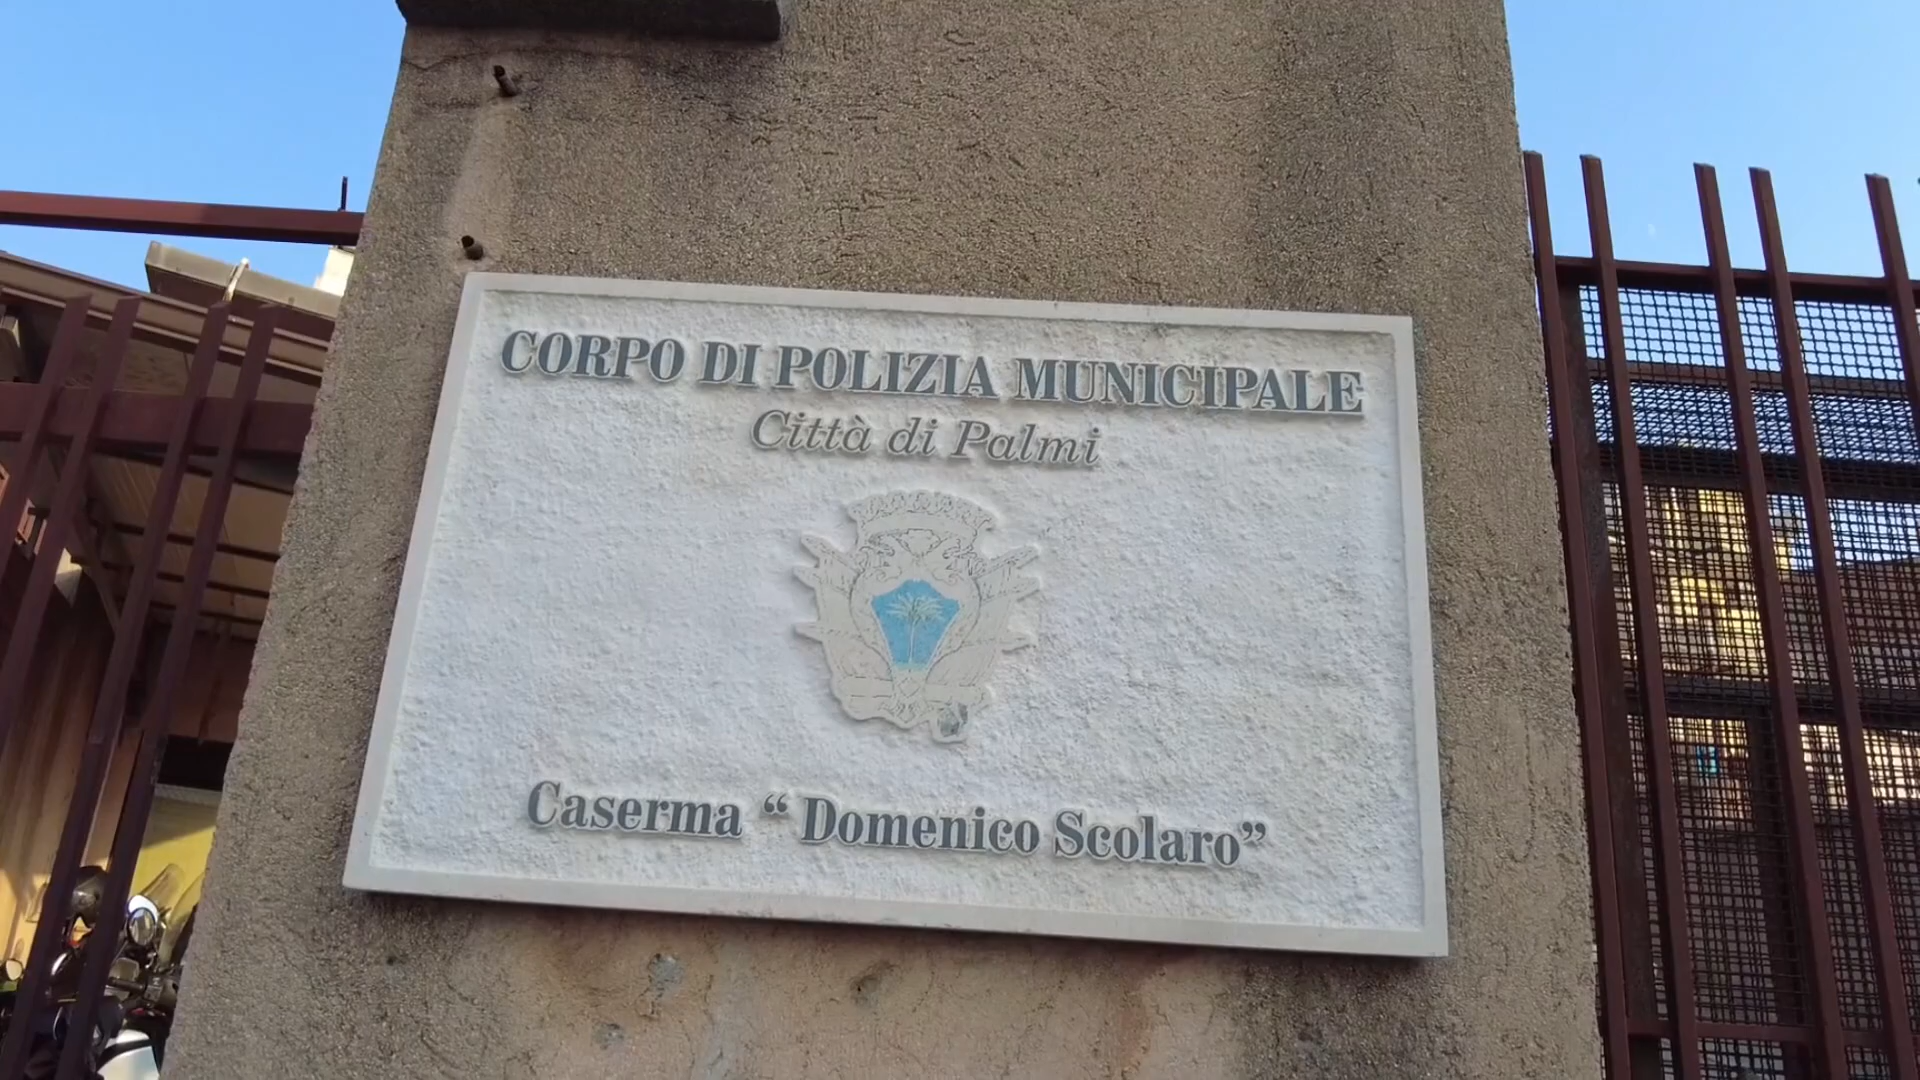 CORPO DI POLIZIA MUNICIPALE
Città di Palmi
Caserma “ Domenico Scolaro”